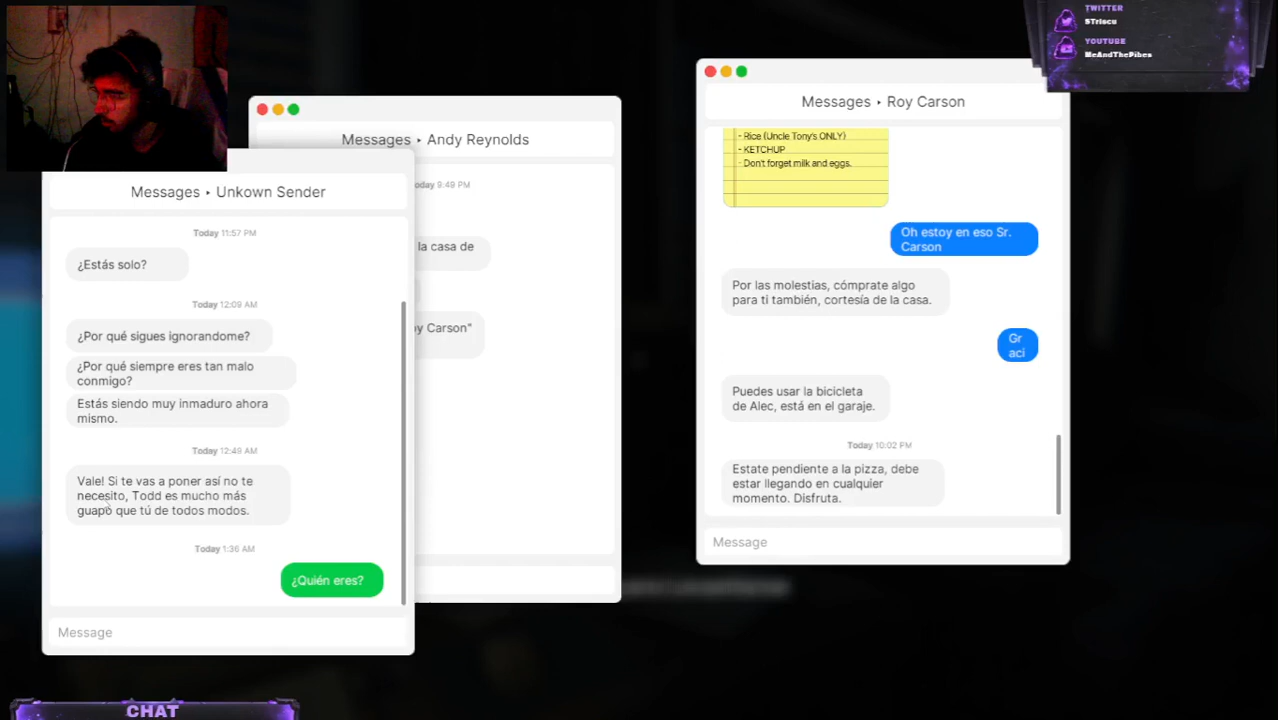 TWITTER
STriscu
YOUTUBE
MeAndThePibes
Messages ▸ Unkown Sender
Today 11:57 PM
¿Estás solo?
Today 12:09 AM
¿Por qué sigues ignorandome?
¿Por qué siempre eres tan malo
conmigo?
Estás siendo muy inmaduro ahora
mismo.
Today 12:48 AM
Vale! Si te vas a poner así no te
necesito, Todd es mucho más
guapo que tú de todos modos.
Today 1:36 AM
¿Quién eres?
Message
Messages ▸ Andy Reynolds
oday 9:49 PM
la casa de
oy Carson"
Messages ▸ Roy Carson
- Rice (Uncle Tony's ONLY)
- KETCHUP
- Don't forget milk and eggs.
Oh estoy en eso Sr.
Carson
Por las molestias, cómprate algo
para ti también, cortesía de la casa.
Gr
aci
Puedes usar la bicicleta
de Alec, está en el garaje.
Today 10:02 PM
Estate pendiente a la pizza, debe
estar llegando en cualquier
momento. Disfruta.
Message
CHAT